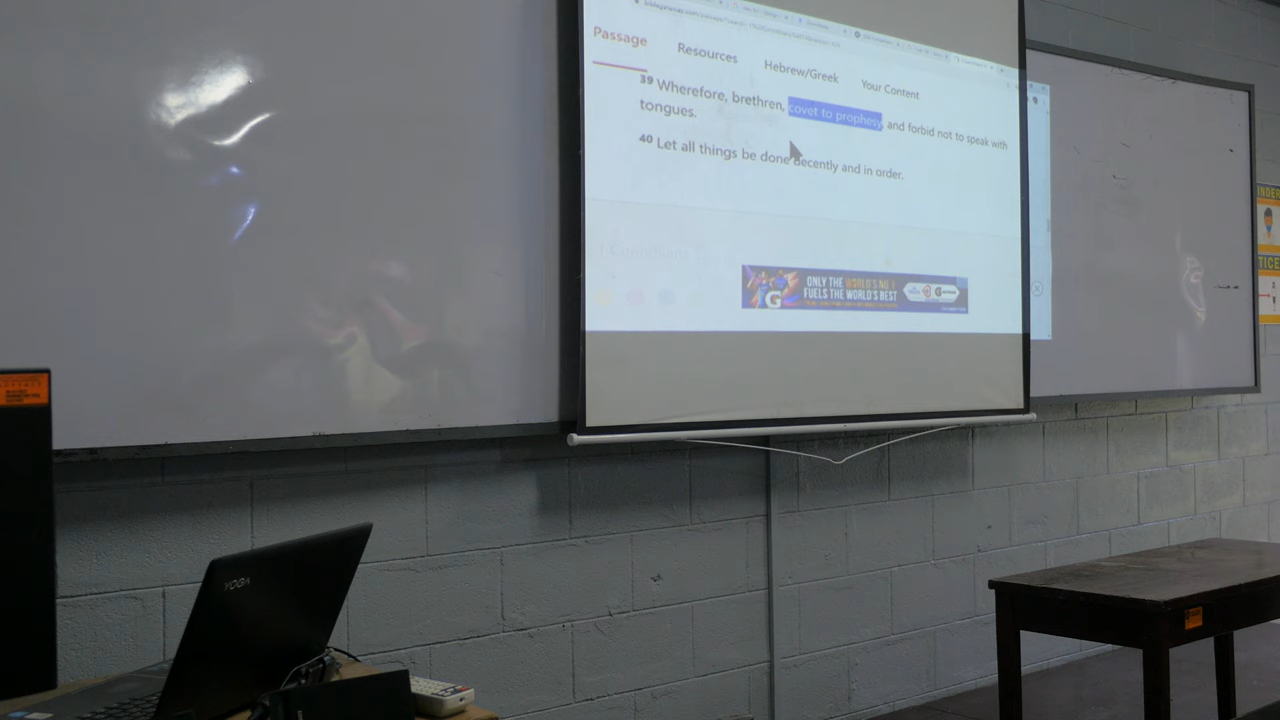 Passage
Resources
Hebrew/Greek
Your Content
39 Wherefore, brethren, covet to prophesy, and forbid not to speak with
tongues.
40 Let all things be done decently and in order.
1 Corinthians
ONLY THE WORLD'S NO 1
FUELS THE WORLD'S BEST
G
YOGA